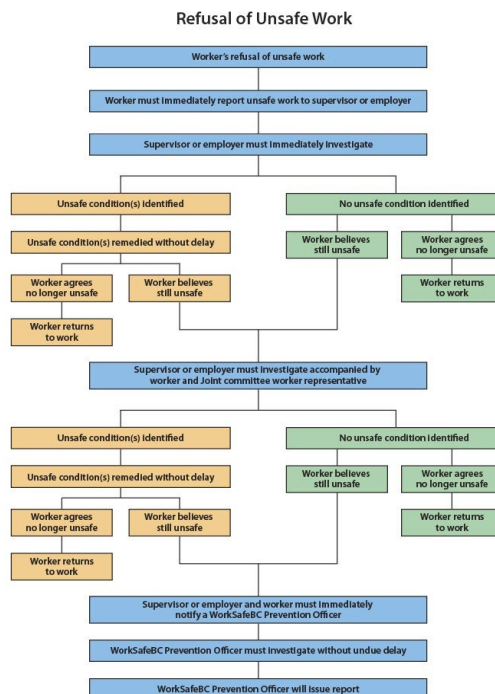 Refusal of Unsafe Work
Worker's refusal of unsafe work
Worker must immediately report unsafe work to supervisor or employer
Supervisor or employer must immediately investigate
Unsafe condition(s) identified
No unsafe condition identified
Unsafe condition(s) remedied without delay
Worker believes
still unsafe
Worker agrees
no longer unsafe
Worker agrees
no longer unsafe
Worker believes
still unsafe
Worker returns
to work
Worker returns
to work
Supervisor or employer must investigate accompanied by
worker and Joint committee worker representative
Unsafe condition(s) identified
No unsafe condition identified
Unsafe condition(s) remedied without delay
Worker believes
still unsafe
Worker agrees
no longer unsafe
Worker agrees
no longer unsafe
Worker believes
still unsafe
Worker returns
to work
Worker returns
to work
Supervisor or employer and worker must immediately
notify a WorkSafeBC Prevention Officer
WorkSafeBC Prevention Officer must investigate without undue delay
WorkSafeBC Prevention Officer will issue report